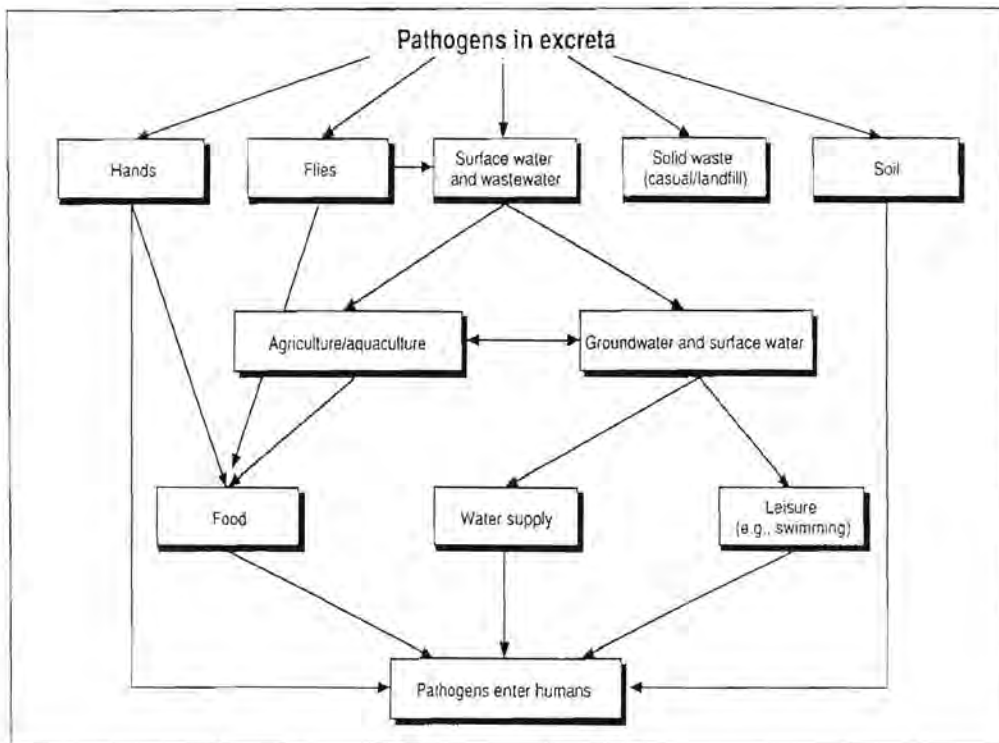 Pathogens in excreta
Hands
Flies
Surface water
and wastewater
Solid waste
(casual/landfill)
Soil
Agriculture/aquaculture
Groundwater and surface water
Food
Water supply
Leisure
(e.g., swimming)
Pathogens enter humans